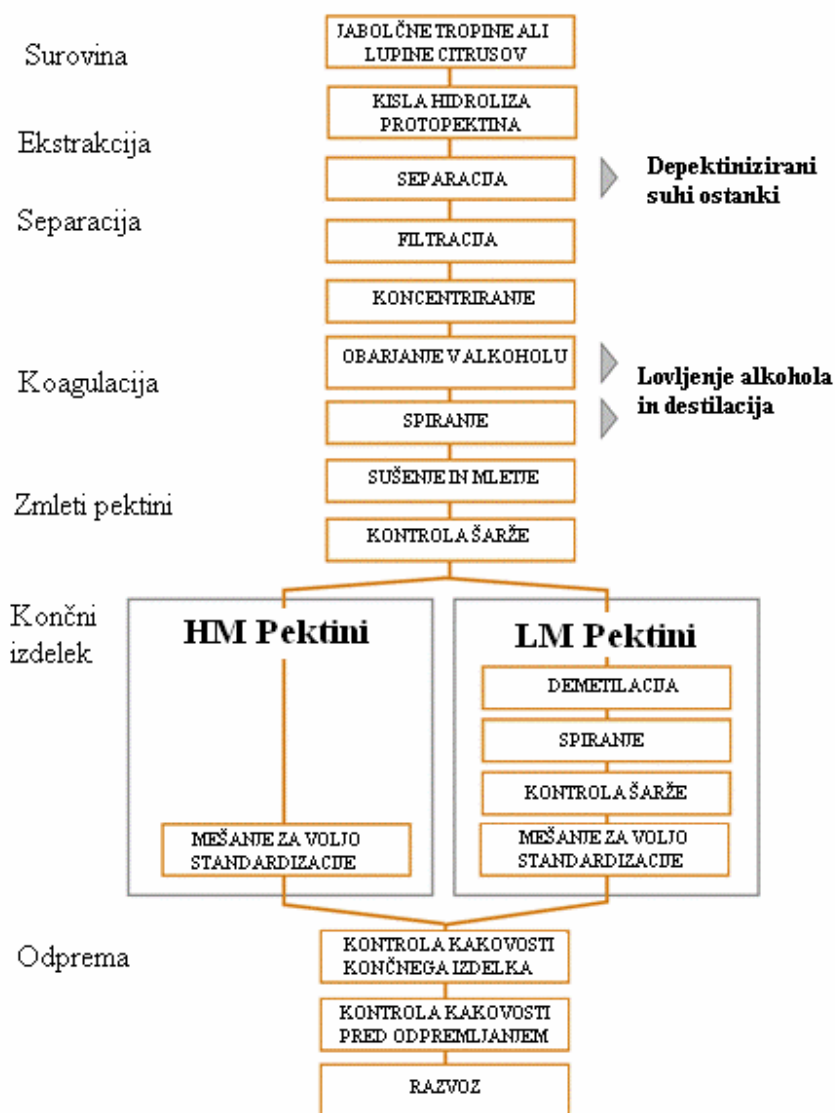 Surovina
JABOLČNE TROPINE ALI
LUPINE CITRUSOV
KISLA HIDROLIZA
PROTOPEKTINA
Ekstrakcija
SEPARACIJA
Depektinizirani
suhi ostanki
Separacija
FILTRACIJA
KONCENTRIRANJE
OBARJANJE V ALKOHOLU
Koagulacija
Lovljenje alkohola
in destilacija
SPIRANJE
SUŠENJE IN MLETJE
Zmleti pektini
KONTROLA ŠARŽE
Končni
izdelek
HM Pektini
MEŠANJE ZA VOLJO
STANDARDIZACIJE
LM Pektini
DEMETILACIJA
SPIRANJE
KONTROLA ŠARŽE
MEŠANJE ZA VOLJO
STANDARDIZACIJE
Odprema
KONTROLA KAKOVOSTI
KONČNEGA IZDELKA
KONTROLA KAKOVOSTI
PRED ODPREMLJANJEM
RAZVOZ